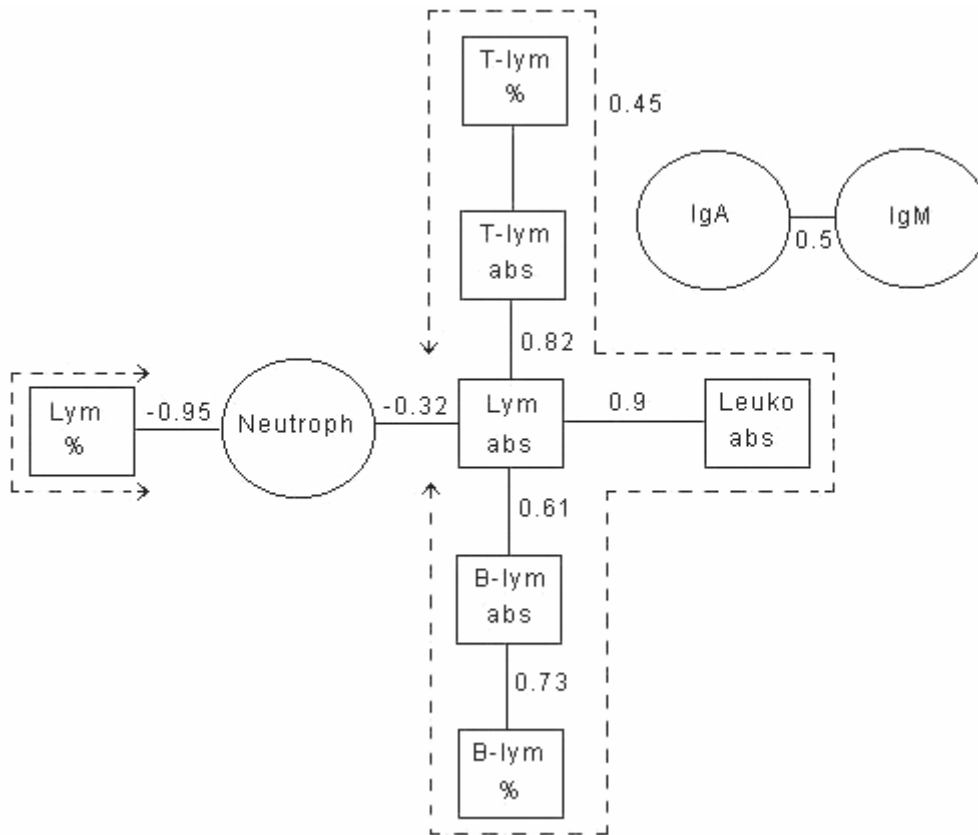 T-lym
%
0.45
IgA
IgM
0.5
T-lym
abs
0.82
Lym
%
-0.95
Neutroph
-0.32
Lym
abs
0.9
Leuko
abs
0.61
B-lym
abs
0.73
B-lym
%